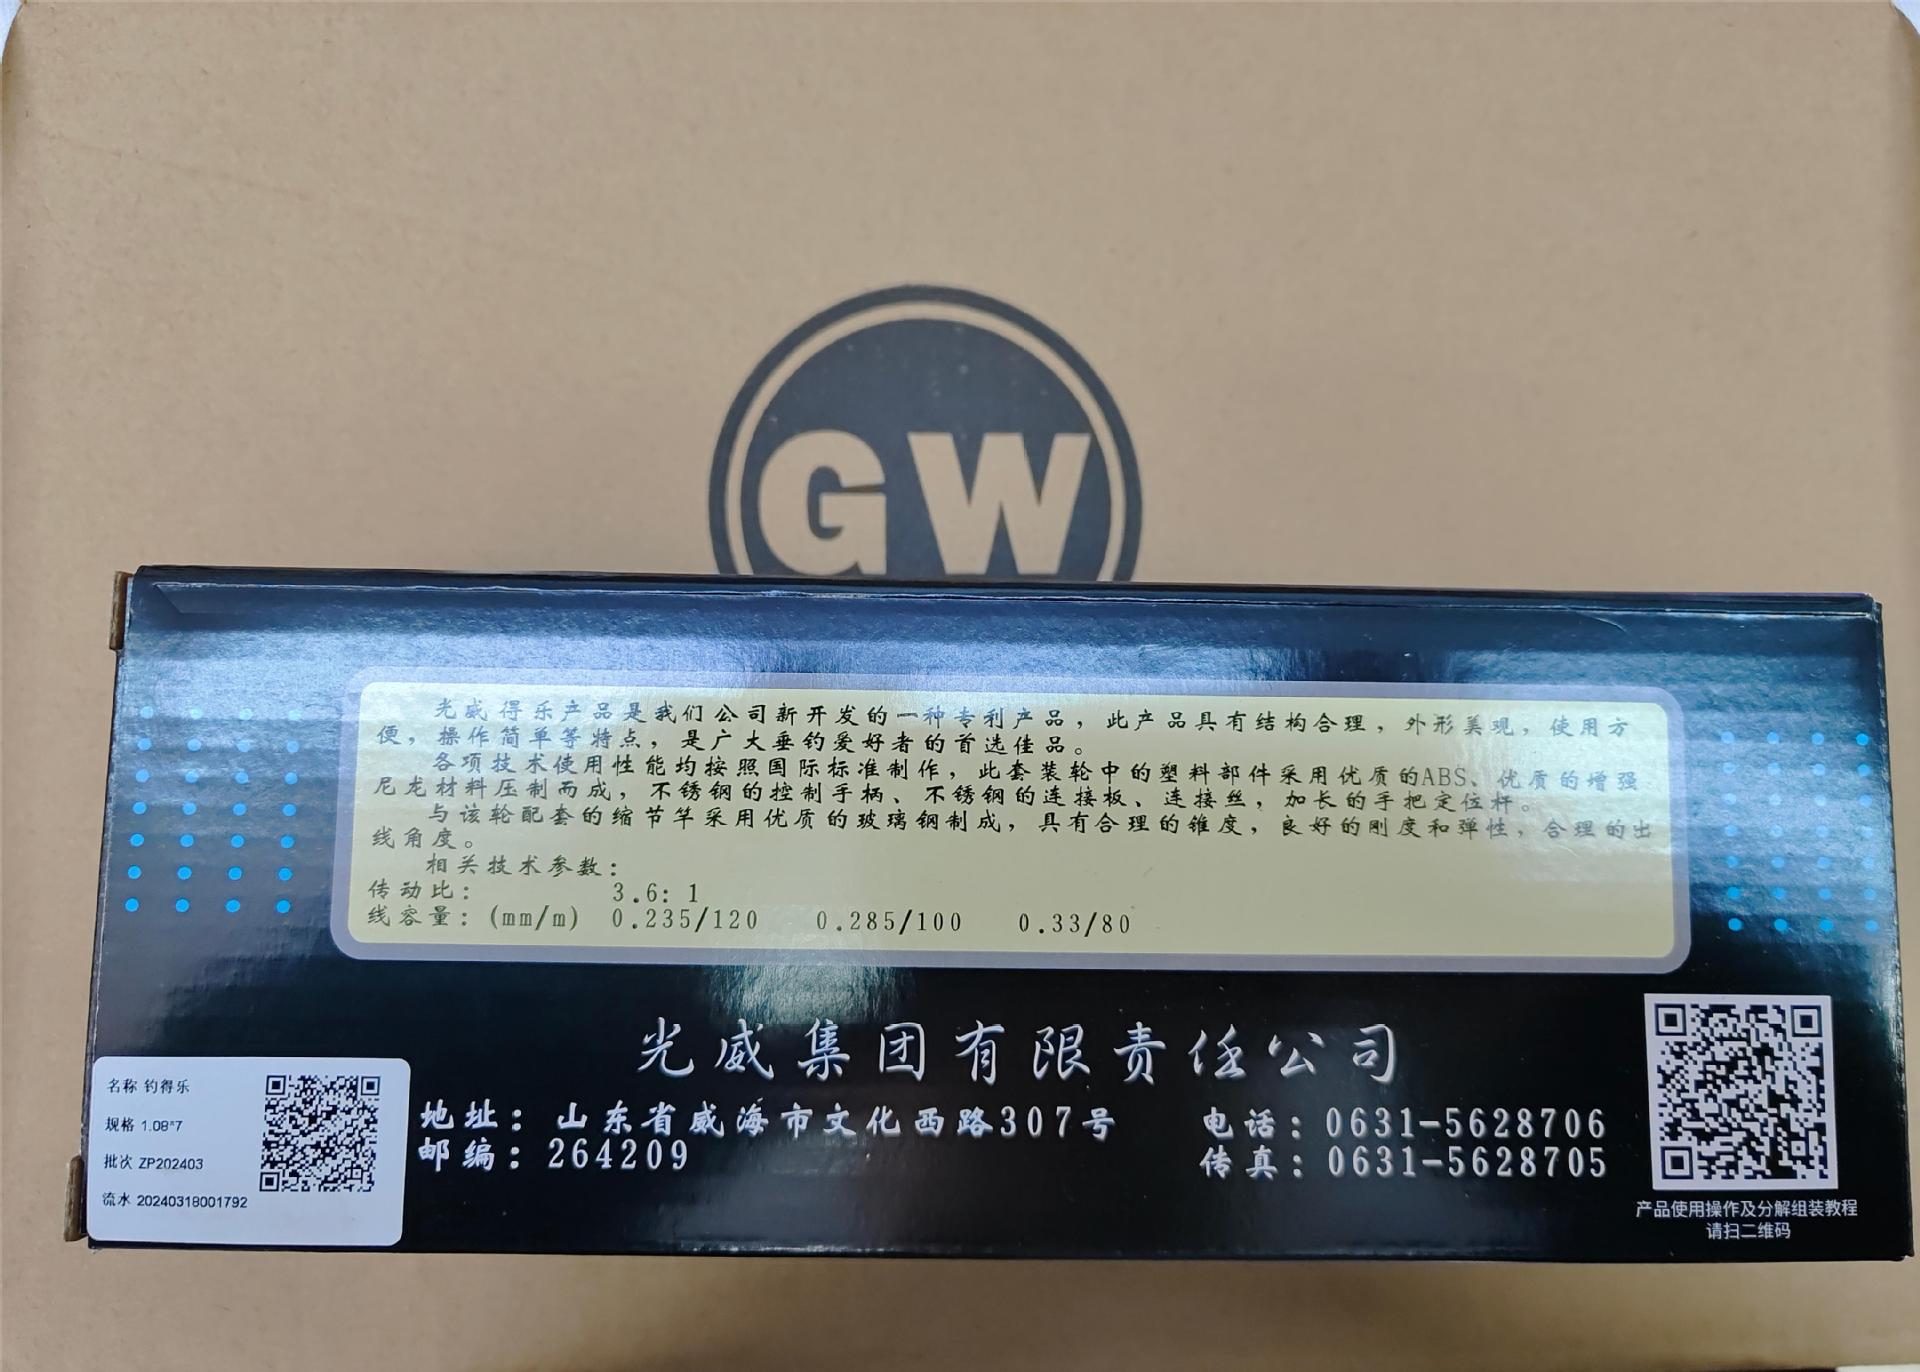 GW
光威得乐产品是我们公司新开发的一种专利产品，此产品具有结构合理，外形美观，使用方
便，操作简单等特点，是广大垂钓爱好者的首选佳品。
各项技术使用性能均按照国际标准制作，此套装轮中的塑料部件采用优质的ABS、优质的增强
尼龙材料压制而成，不锈钢的控制手柄、不锈钢的连接板、连接丝，加长的手把定位杆。
与该轮配套的缩节竿采用优质的玻璃钢制成，具有合理的锥度，良好的刚度和弹性，合理的出
线角度。
相关技术参数：
传动比： 3.6：1
线容量：(mm/m) 0.235/120 0.285/100 0.33/80
光威集团有限责任公司
地址：山东省威海市文化西路307号
邮编：264209
电话：0631-5628706
传真：0631-5628705
产品使用操作及分解组装教程
请扫二维码
名称 钓得乐
规格 1.08*7
批次 ZP202403
流水 20240318001792